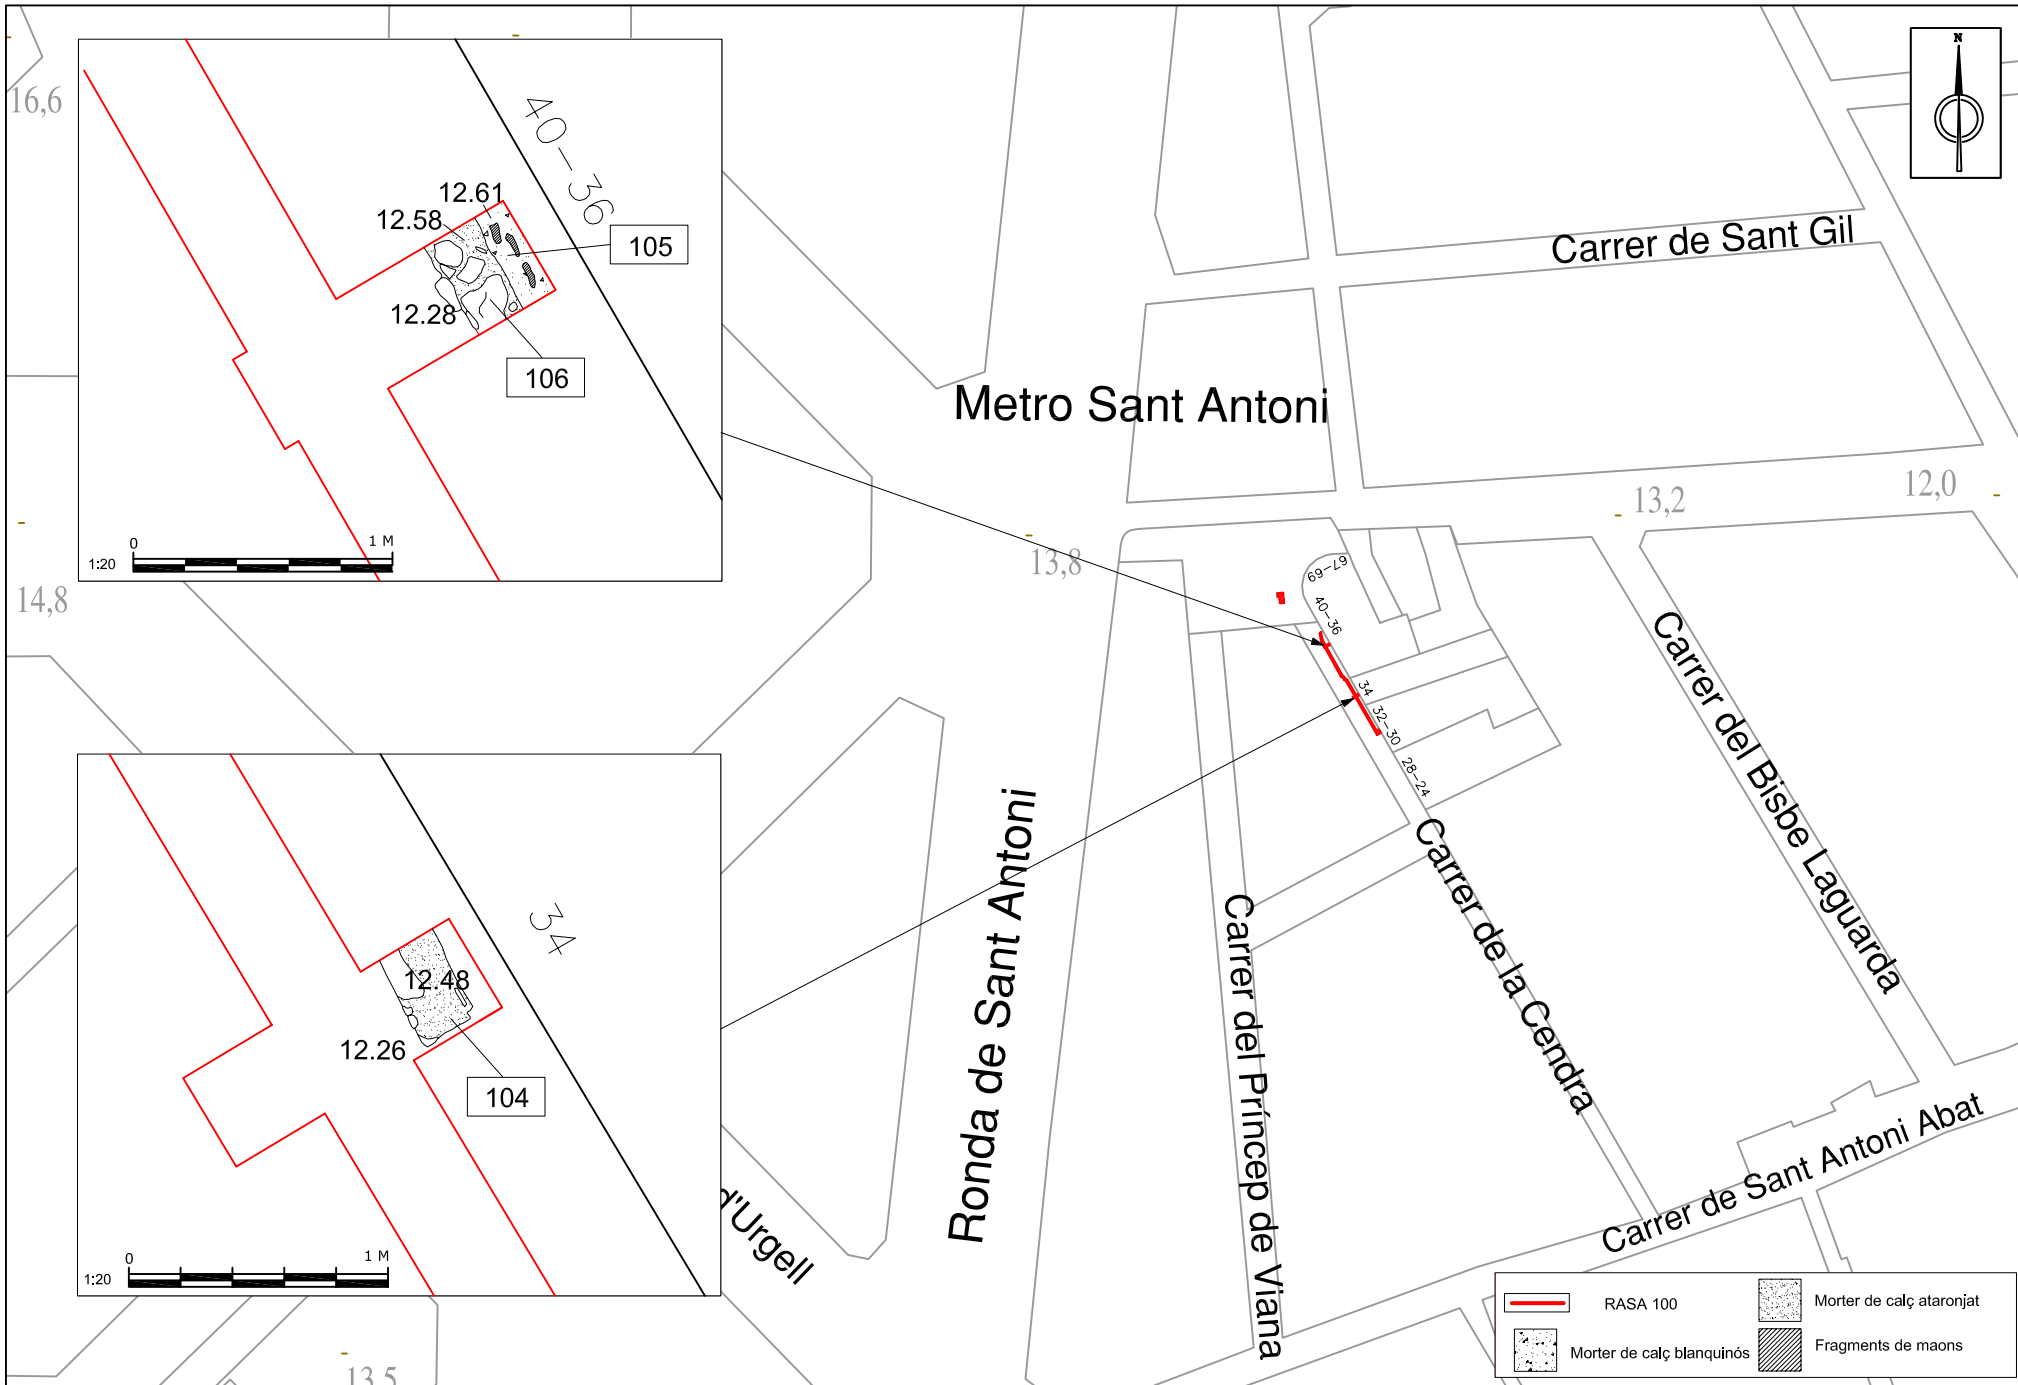 N
16,6
40-36
12.61
12.58
105
12.28
106
0
1 M
1:20
14,8
Carrer de Sant Gil
Metro Sant Antoni
13,2
12,0
13,8
67-69
40-36
34
32-30
28-24
Carrer del Bisbe Laguarda
Carrer de la Cendra
Carrer del Príncep de Viana
Ronda de Sant Antoni
Carrer de Sant Antoni Abat
34
12.48
12.26
104
0
1 M
1:20
d'Urgell
13,5
RASA 100
Morter de calç ataronjat
Morter de calç blanquinós
Fragments de maons